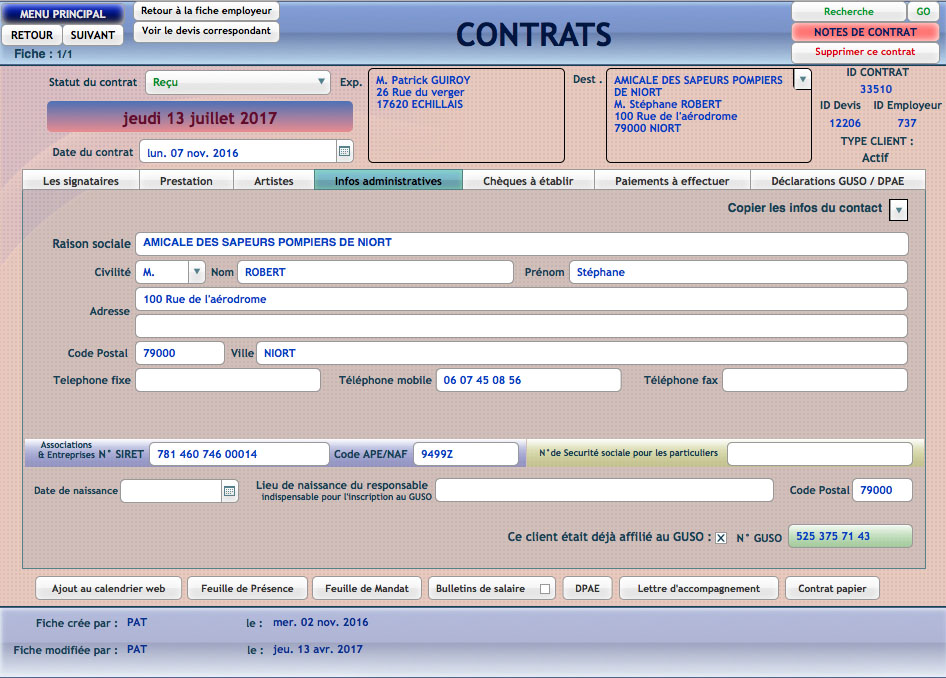 MENU PRINCIPAL
RETOUR SUIVANT
Fiche : 1/1
Retour à la fiche employeur
Voir le devis correspondant
CONTRATS
Recherche GO
NOTES DE CONTRAT
Supprimer ce contrat
Statut du contrat Reçu
jeudi 13 juillet 2017
Date du contrat lun. 07 nov. 2016
Exp.
M. Patrick GUIROY
26 Rue du verger
17620 ECHILLAIS
Dest .
AMICALE DES SAPEURS POMPIERS
DE NIORT
M. Stéphane ROBERT
100 Rue de l'aérodrome
79000 NIORT
ID CONTRAT
33510
ID Devis ID Employeur
12206 737
TYPE CLIENT :
Actif
Les signataires Prestation Artistes Infos administratives Chèques à établir Paiements à effectuer Déclarations GUSO / DPAE
Copier les infos du contact
Raison sociale AMICALE DES SAPEURS POMPIERS DE NIORT
Civilité M. Nom ROBERT Prénom Stéphane
Adresse 100 Rue de l'aérodrome
Code Postal 79000 Ville NIORT
Telephone fixe Téléphone mobile 06 07 45 08 56 Téléphone fax
Associations
& Entreprises N° SIRET 781 460 746 00014 Code APE/NAF 9499Z N°de Securité sociale pour les particuliers
Date de naissance Lieu de naissance du responsable
indispensable pour l'inscription au GUSO
Code Postal 79000
Ce client était déjà affilié au GUSO : X N° GUSO 525 375 71 43
Ajout au calendrier web Feuille de Présence Feuille de Mandat Bulletins de salaire DPAE Lettre d'accompagnement Contrat papier
Fiche crée par : PAT le : mer. 02 nov. 2016
Fiche modifiée par : PAT le : jeu. 13 avr. 2017